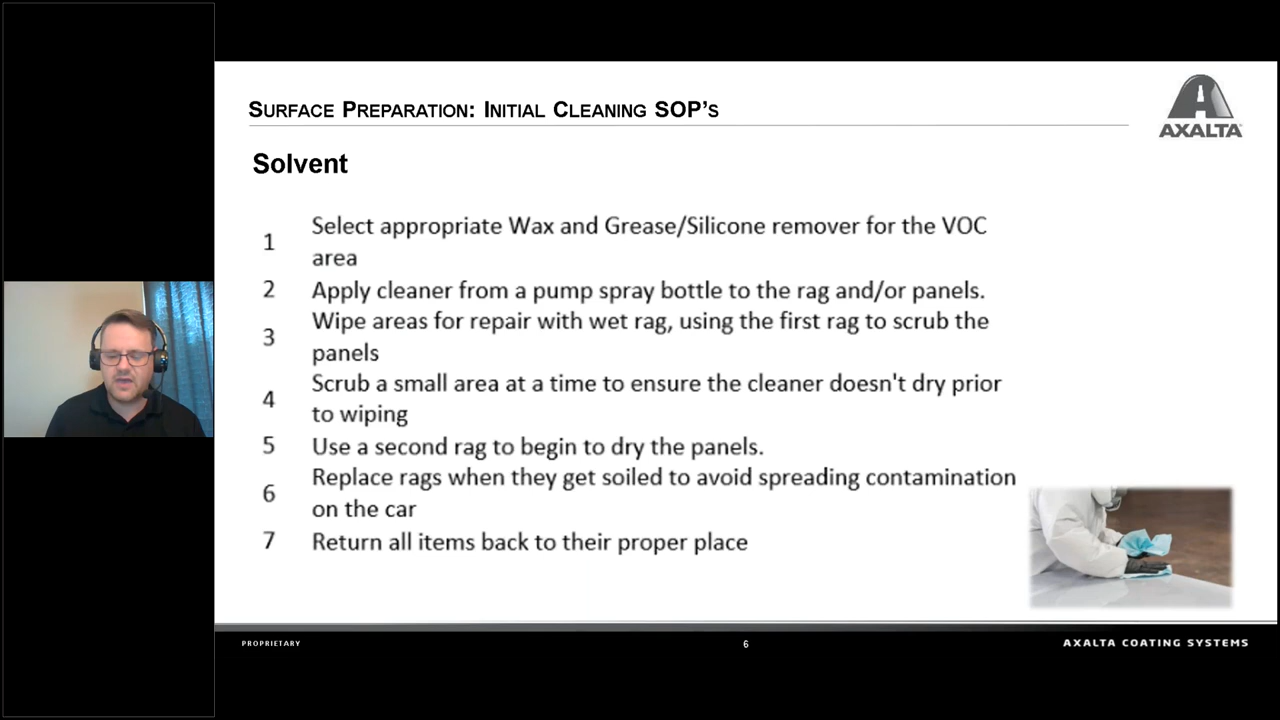 SURFACE PREPARATION: INITIAL CLEANING SOP'S
AXALTA
Solvent
1 Select appropriate Wax and Grease/Silicone remover for the VOC
area
2 Apply cleaner from a pump spray bottle to the rag and/or panels.
3 Wipe areas for repair with wet rag, using the first rag to scrub the
panels
4 Scrub a small area at a time to ensure the cleaner doesn't dry prior
to wiping
5 Use a second rag to begin to dry the panels.
6 Replace rags when they get soiled to avoid spreading contamination
on the car
7 Return all items back to their proper place
PROPRIETARY
6
AXALTA COATING SYSTEMS